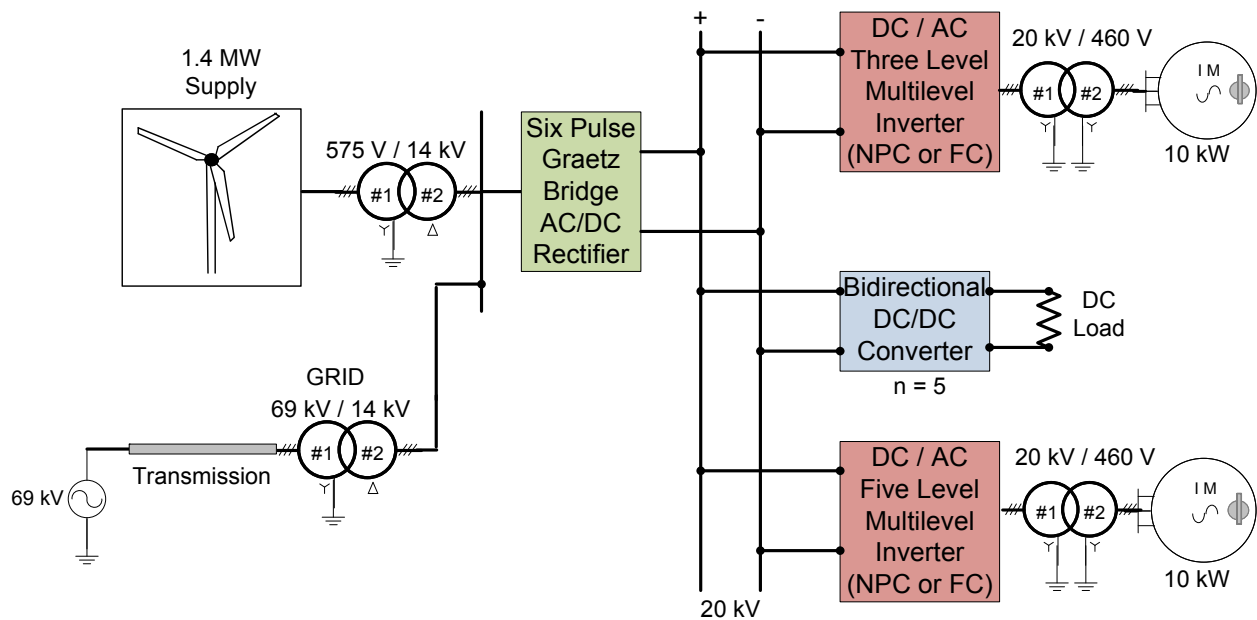 1.4 MW
Supply
575 V / 14 kV
#1
#2
Y
Δ
GRID
69 kV / 14 kV
#1
#2
Y
Δ
Transmission
69 kV
Six Pulse
Graetz
Bridge
AC/DC
Rectifier
+
-
20 kV
DC / AC
Three Level
Multilevel
Inverter
(NPC or FC)
20 kV / 460 V
#1
#2
Y
Y
I M
10 kW
Bidirectional
DC/DC
Converter
n = 5
DC
Load
DC / AC
Five Level
Multilevel
Inverter
(NPC or FC)
20 kV / 460 V
#1
#2
Y
Y
I M
10 kW